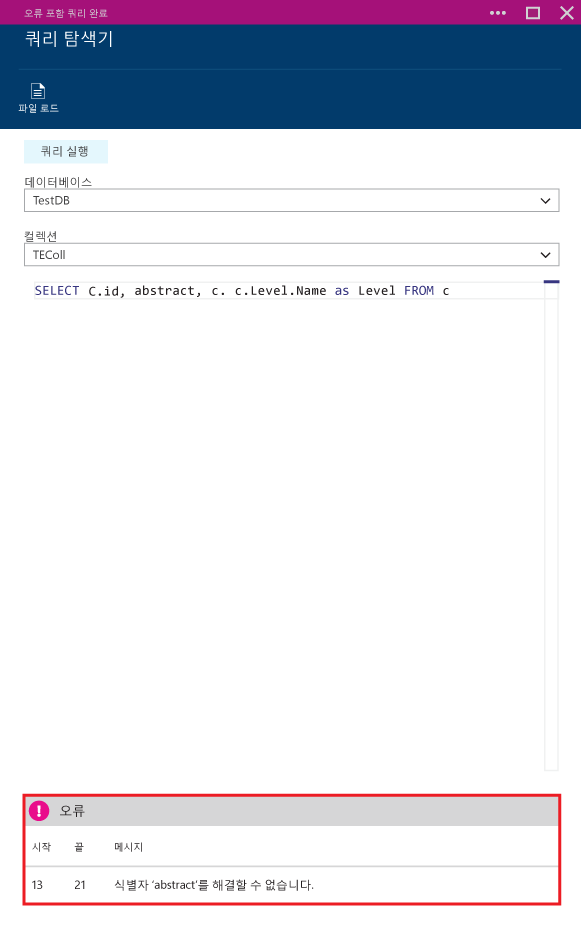 오류 포함 쿼리 완료
쿼리 탐색기
파일 로드
쿼리 실행
데이터베이스
TestDB
컬렉션
TEColl
SELECT C.id, abstract, c. c.Level.Name as Level FROM c
오류
시작 끝 메시지
13 21 식별자 ‘abstract’를 해결할 수 없습니다.